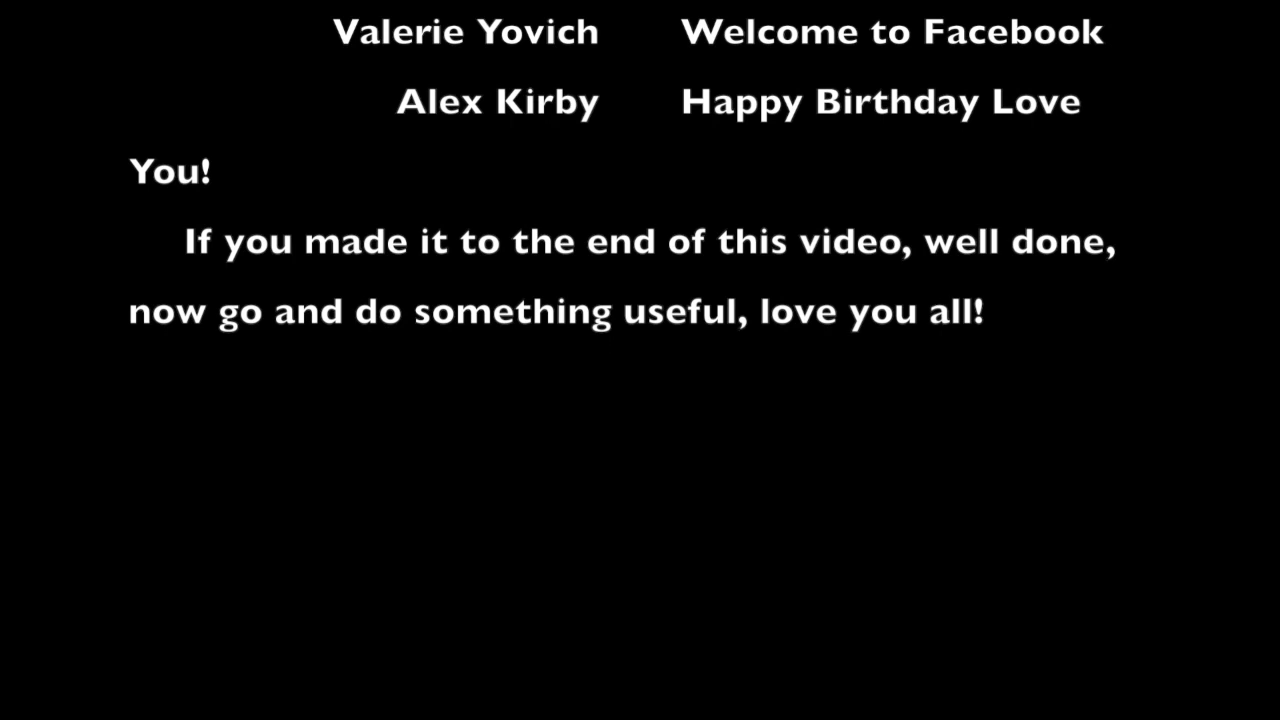 Valerie Yovich Welcome to Facebook
Alex Kirby Happy Birthday Love
You!
If you made it to the end of this video, well done,
now go and do something useful, love you all!